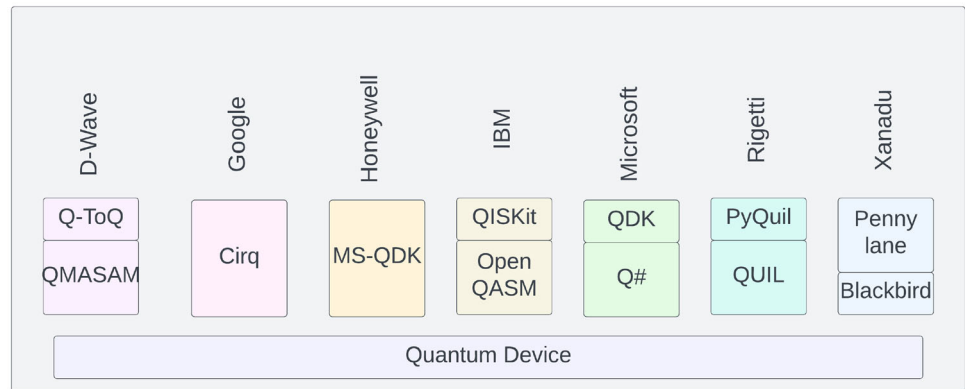 D-Wave
Google
Honeywell
IBM
Microsoft
Rigetti
Xanadu
Q-ToQ
QMASAM
Cirq
MS-QDK
QISKit
Open
QASM
QDK
Q#
PyQuil
QUIL
Penny
lane
Blackbird
Quantum Device